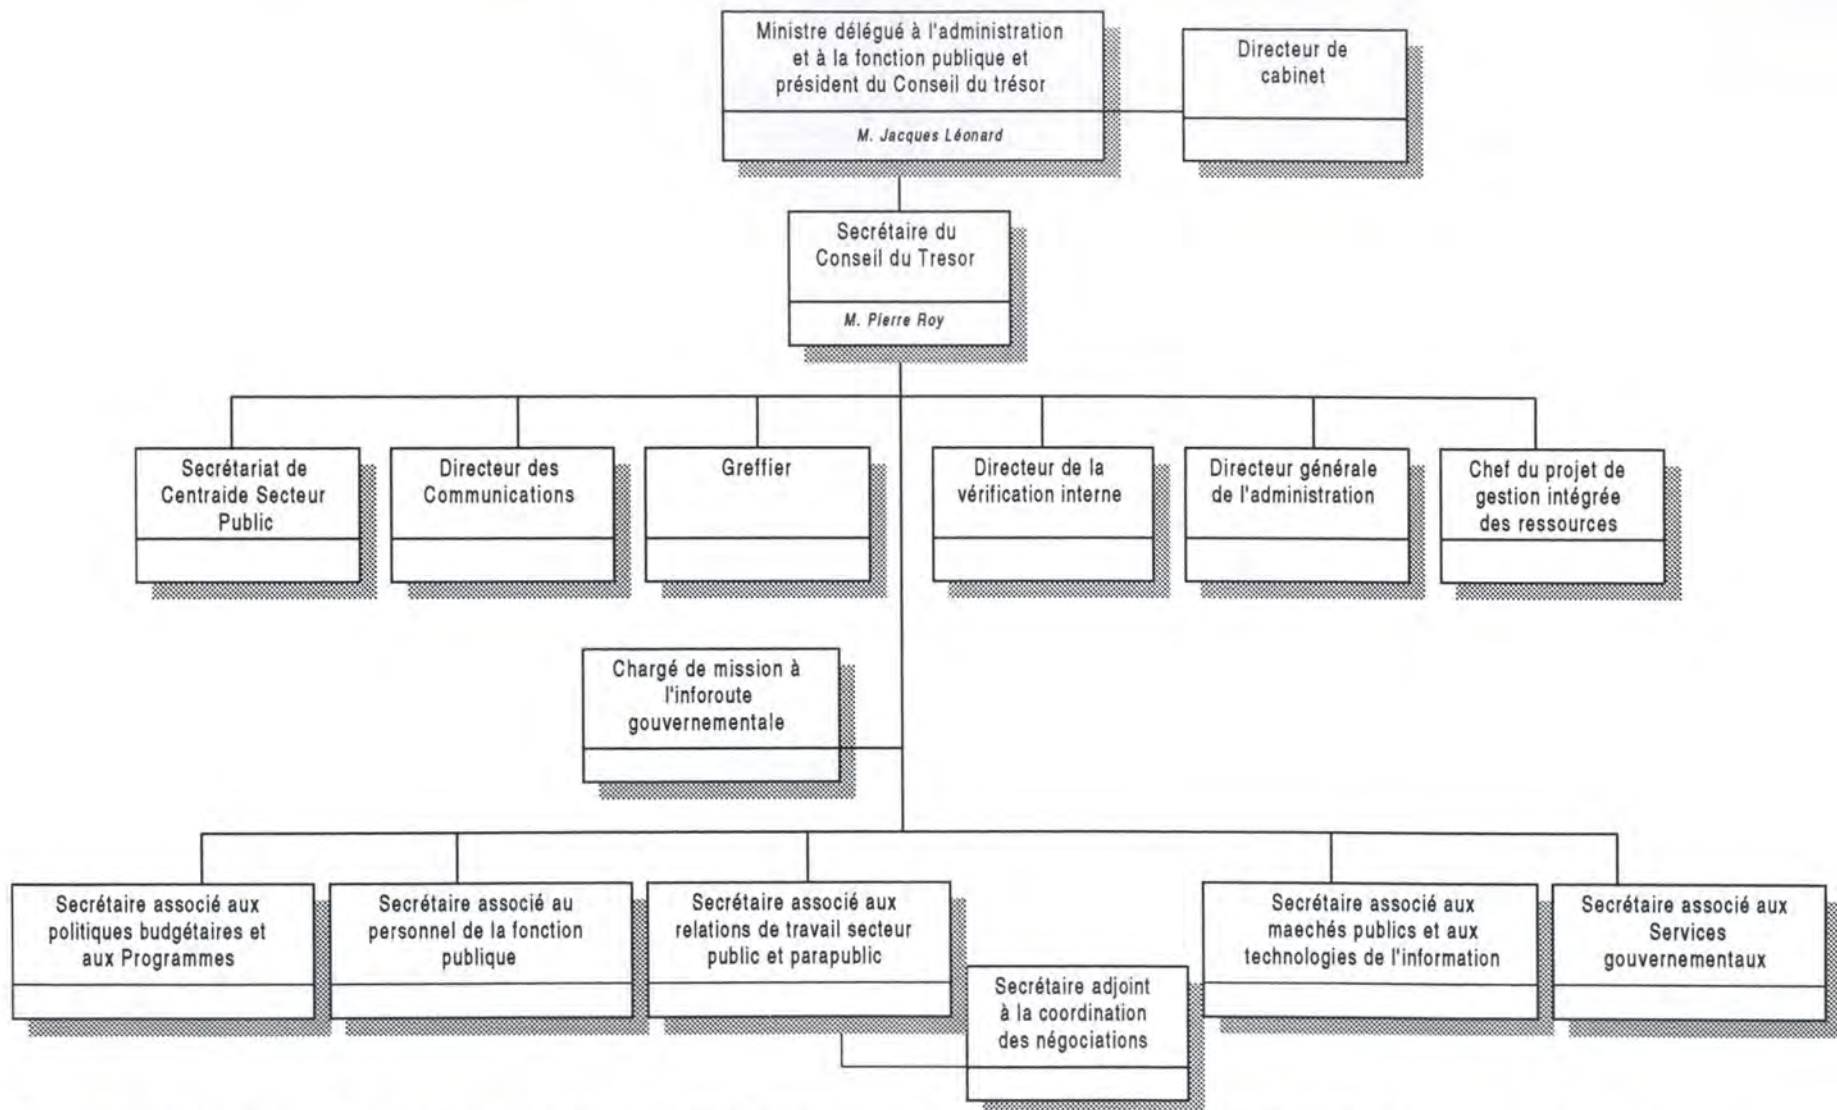 Ministre délégué à l'administration
et à la fonction publique et
président du Conseil du trésor
M. Jacques Léonard
Directeur de
cabinet
Secrétaire du
Conseil du Tresor
M. Pierre Roy
Secrétariat de
Centraide Secteur
Public
Directeur des
Communications
Greffier
Directeur de la
vérification interne
Directeur générale
de l'administration
Chef du projet de
gestion intégrée
des ressources
Chargé de mission à
l'inforoute
gouvernementale
Secrétaire associé aux
politiques budgétaires et
aux Programmes
Secrétaire associé au
personnel de la fonction
publique
Secrétaire associé aux
relations de travail secteur
public et parapublic
Secrétaire adjoint
à la coordination
des négociations
Secrétaire associé aux
maechés publics et aux
technologies de l'information
Secrétaire associé aux
Services
gouvernementaux